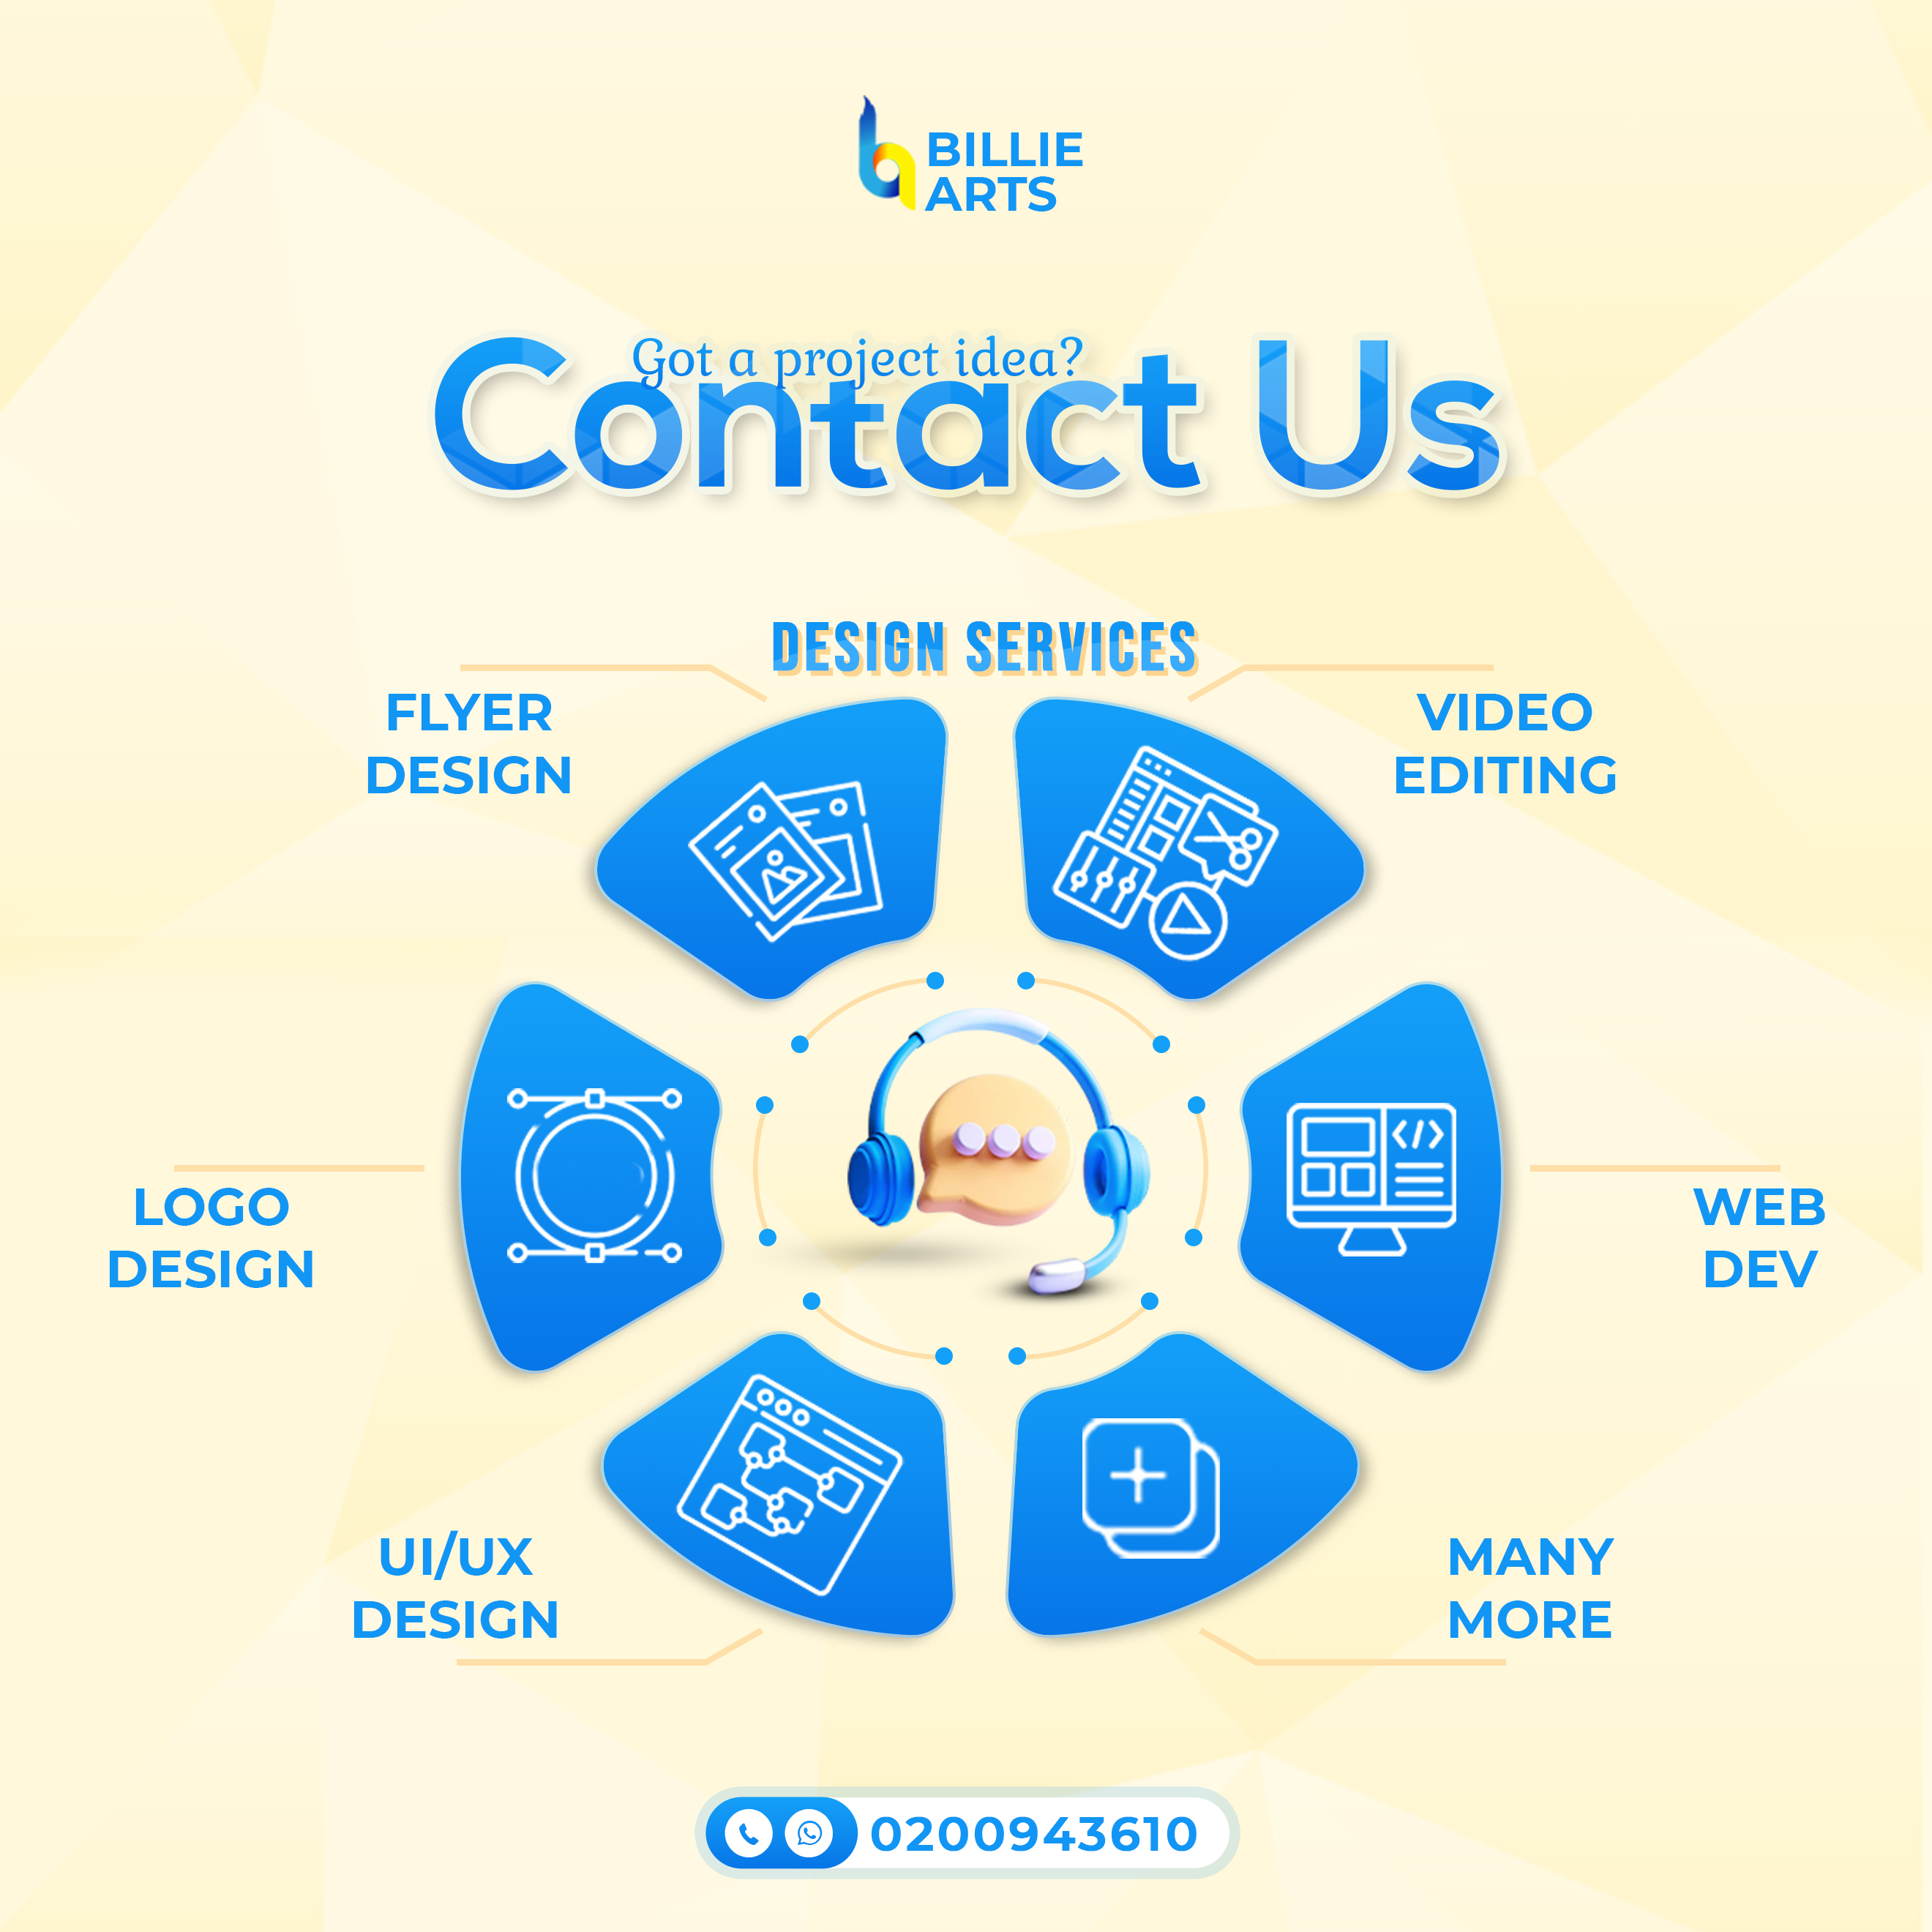 BILLIE
ARTS
Got a project idea?
Contact Us
DESIGN SERVICES
FLYER
DESIGN
VIDEO
EDITING
LOGO
DESIGN
WEB
DEV
UI/UX
DESIGN
MANY
MORE
0200943610